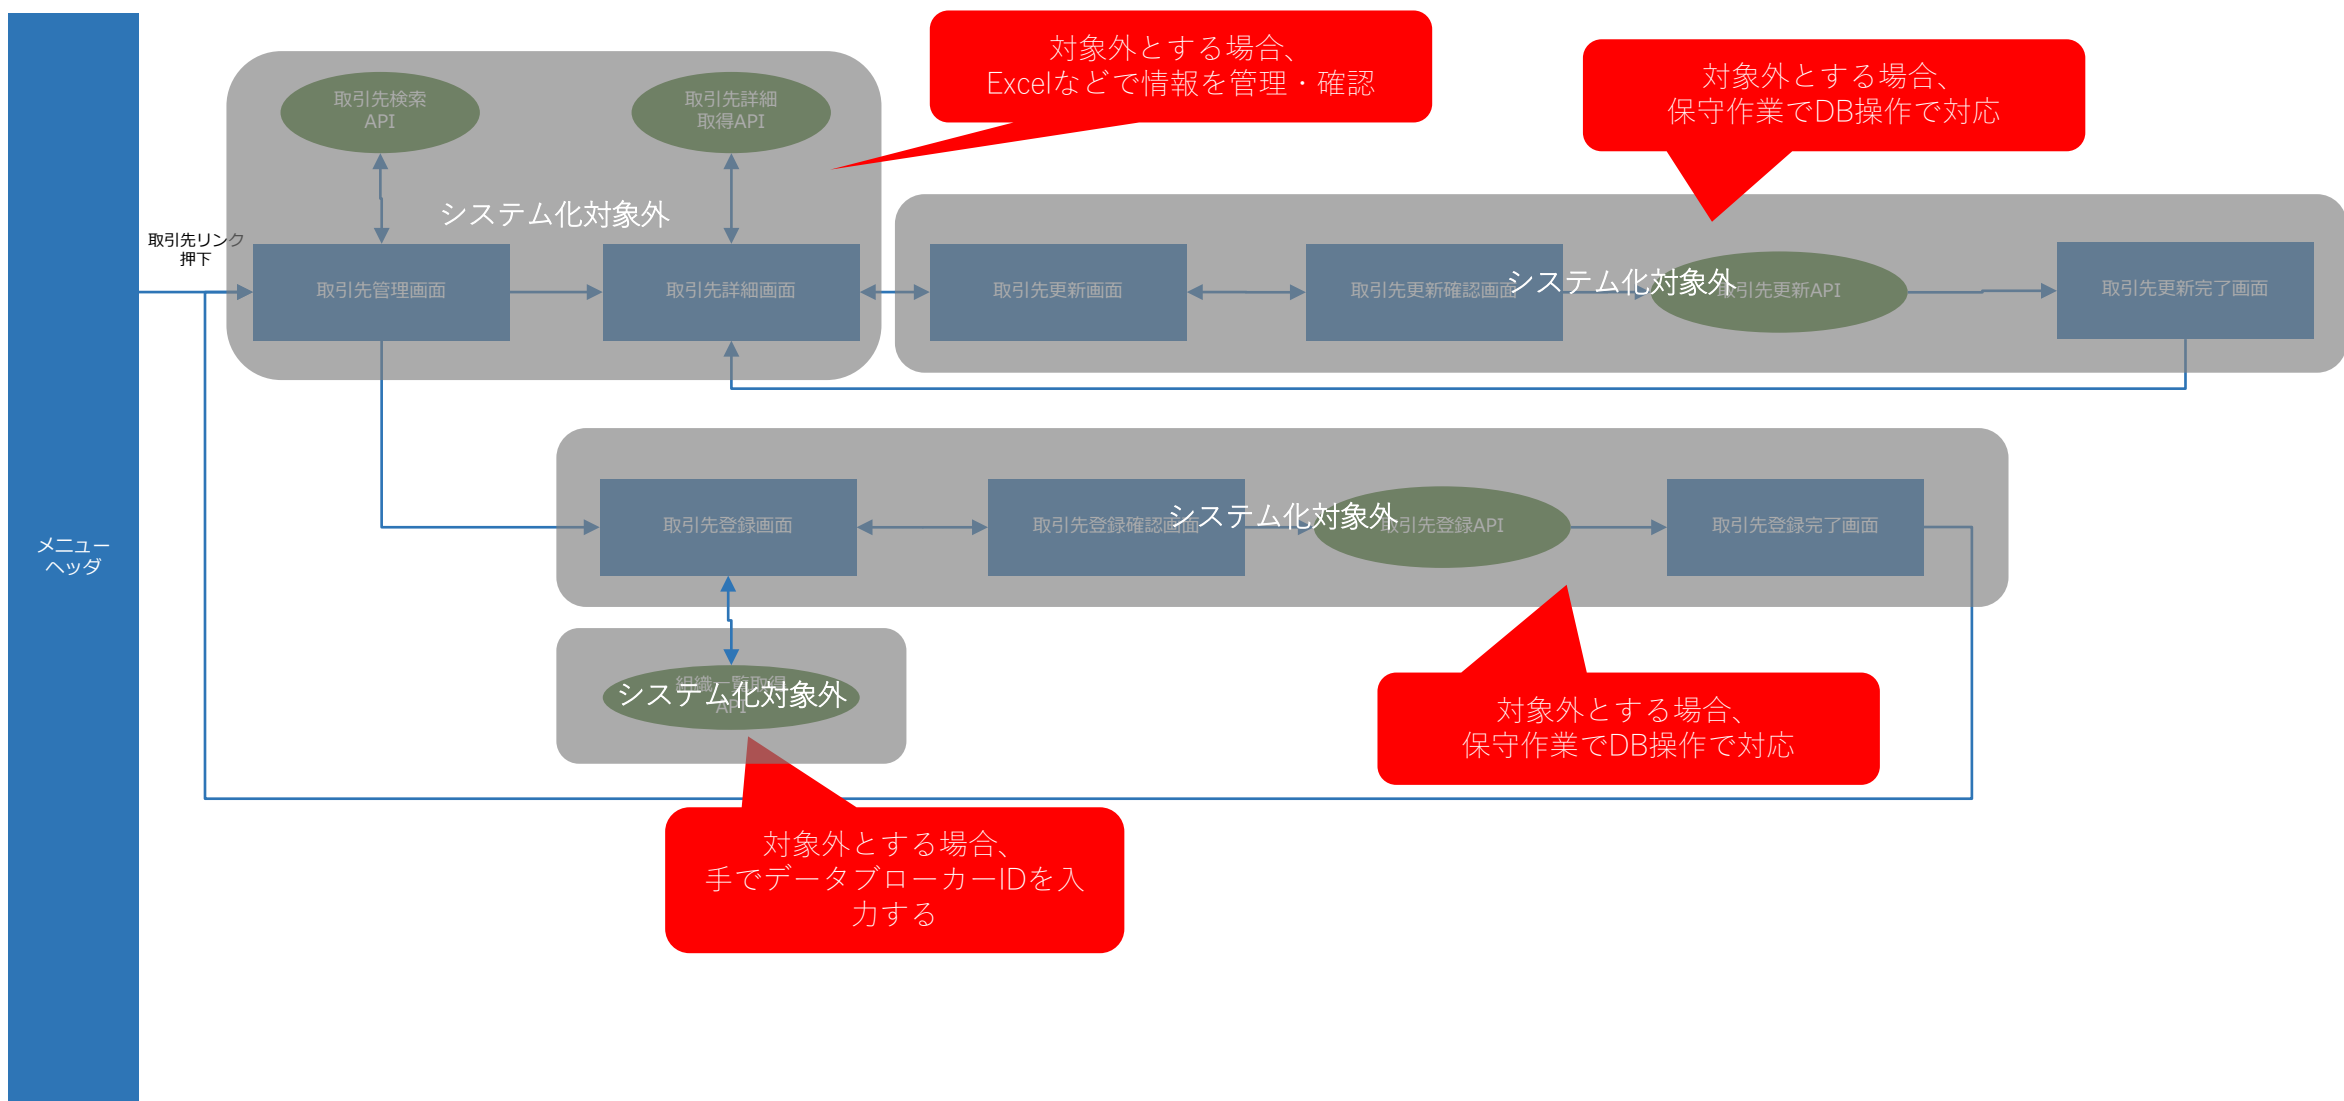 対象外とする場合、
Excelなどで情報を管理・確認
対象外とする場合、
保守作業でDB操作で対応
取引先検索
API
取引先詳細
取得API
システム化対象外
取引先リンク
押下
取引先管理画面
取引先詳細画面
取引先更新画面
取引先更新確認画面
システム化対象外
取引先更新API
取引先更新完了画面
メニュー
ヘッダ
取引先登録画面
取引先登録確認画面
システム化対象外
取引先登録API
取引先登録完了画面
組織一覧取得
API
システム化対象外
対象外とする場合、
保守作業でDB操作で対応
対象外とする場合、
手でデータブローカーIDを入
力する